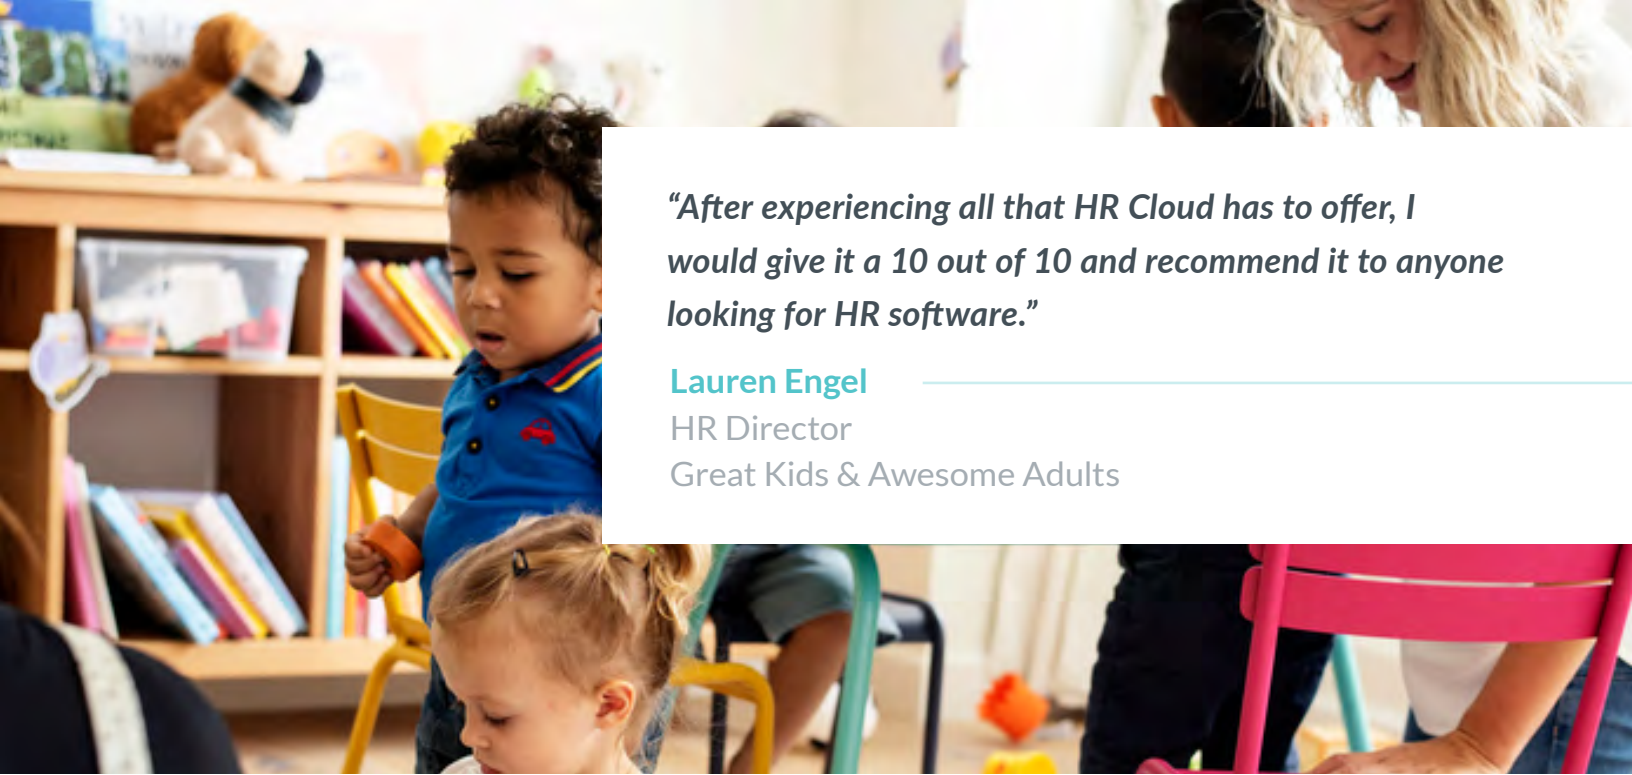 “After experiencing all that HR Cloud has to offer, I
would give it a 10 out of 10 and recommend it to anyone
looking for HR software.”
Lauren Engel
HR Director
Great Kids & Awesome Adults